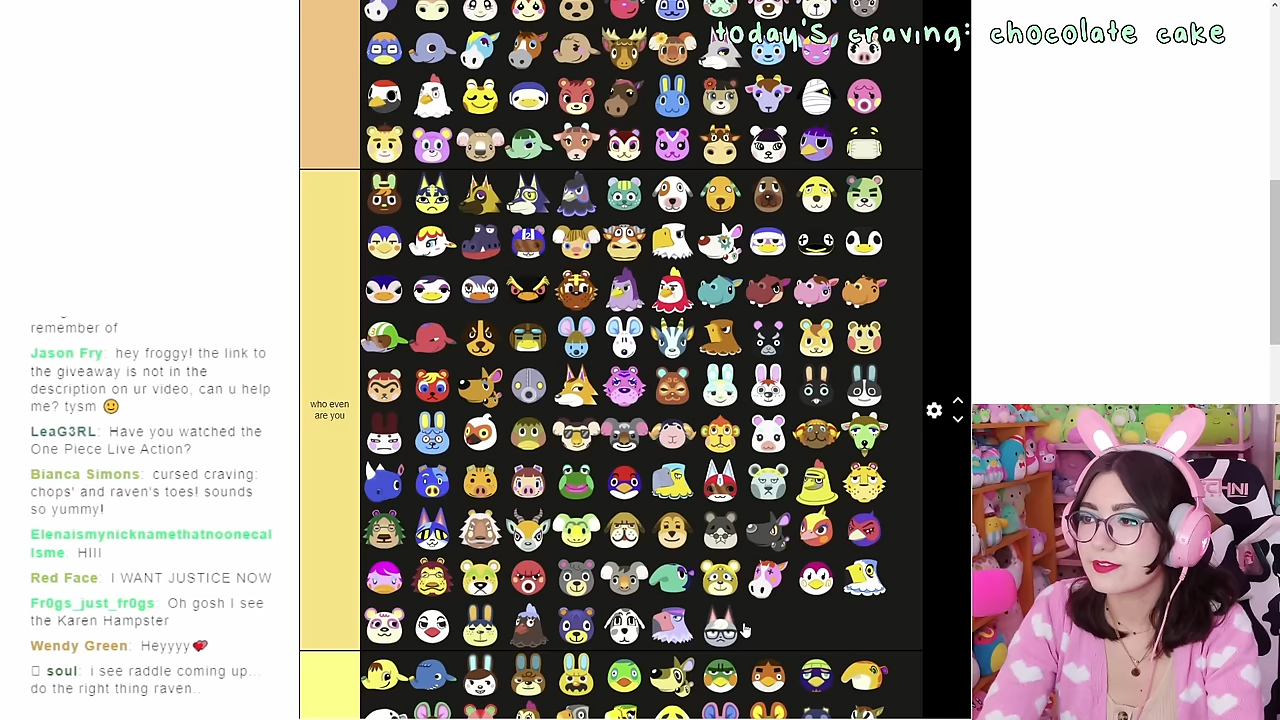 today's craving: chocolate cake
who even
are you
remember of
Jason Fry: hey froggy! the link to
the giveaway is not in the
description on ur video, can u help
me? tysm
LeaG3RL: Have you watched the
One Piece Live Action?
Bianca Simons: cursed craving:
chops' and raven's toes! sounds
so yummy!
Elenaismynicknamethatnoonecal
lsme: HIII
Red Face: I WANT JUSTICE NOW
Fr0gs_just_fr0gs: Oh gosh I see
the Karen Hampster
Wendy Green: Heyyyy
soul: i see raddle coming up...
do the right thing raven..